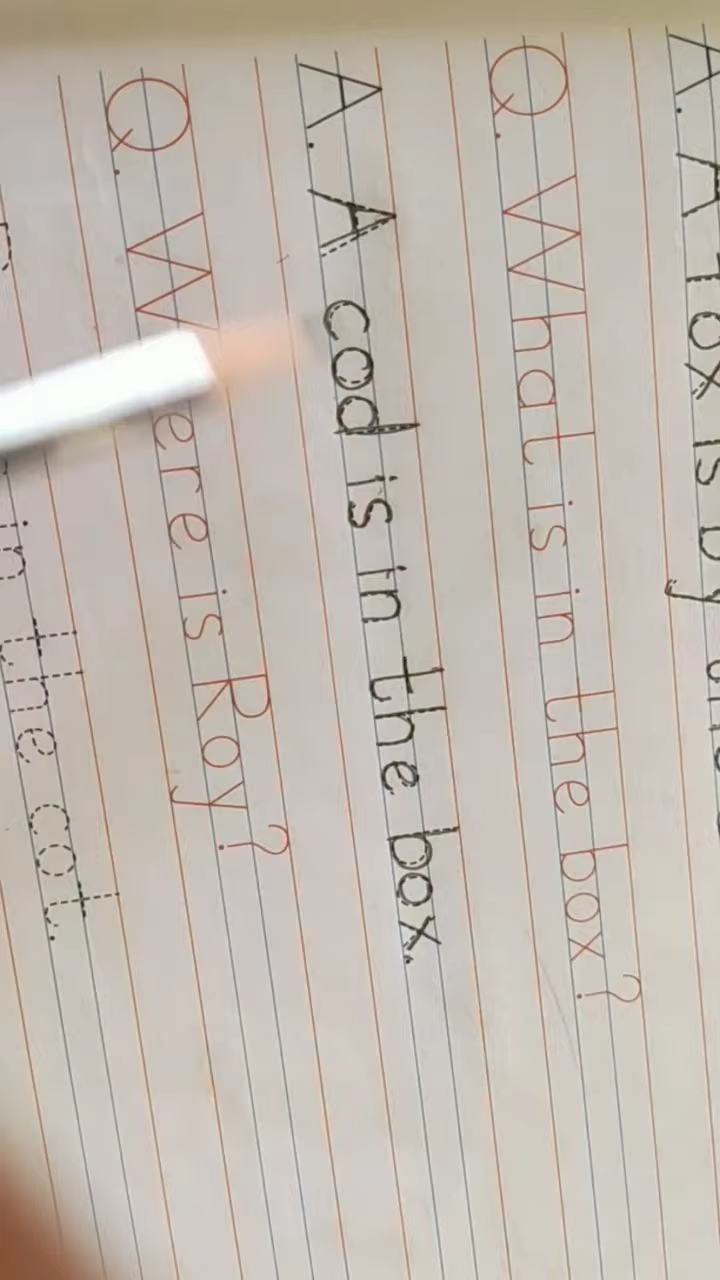 A. A fox is by the
Q. What is in the box?
A. A cod is in the box.
Q. Where is Roy?
in the cot.